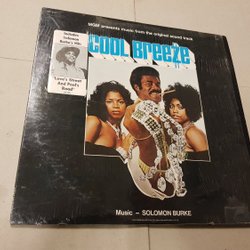 MGM presents music from the original sound track
COOL BREEZE
Includes
Solomon
Burke's Hits
"Love's Street
And Fool's
Road"
Music – SOLOMON BURKE